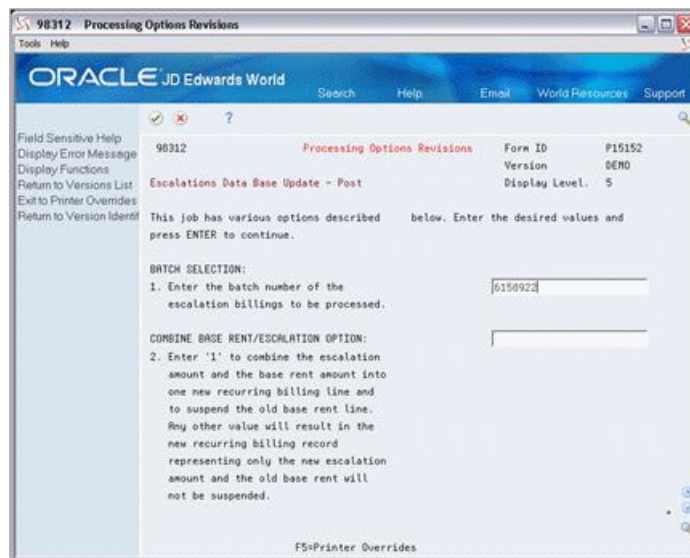 98312 Processing Options Revisions
Tools Help
ORACLE JD Edwards World
Search Help Email World Resources Support
Field Sensitive Help
Display Error Message
Display Functions
Return to Versions List
Exit to Printer Overrides
Return to Version Identif
98312 Processing Options Revisions Form ID P15152
Version DEMO
Escalations Data Base Update - Post Display Level. 5
This job has various options described below. Enter the desired values and
press ENTER to continue.
BATCH SELECTION:
1. Enter the batch number of the 6150922
escalation billings to be processed.
COMBINE BASE RENT/ESCALATION OPTION:
2. Enter '1' to combine the escalation
amount and the base rent amount into
one new recurring billing line and
to suspend the old base rent line.
Any other value will result in the
new recurring billing record
representing only the new escalation
amount and the old base rent will
not be suspended.
F5=Printer Overrides